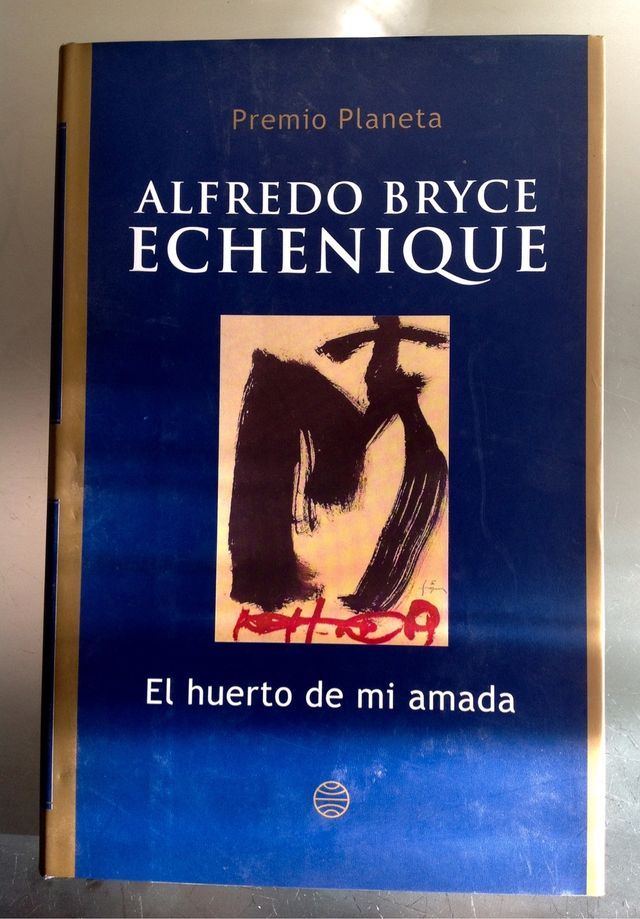 Premio Planeta
ALFREDO BRYCE
ECHENIQUE
El huerto de mi amada